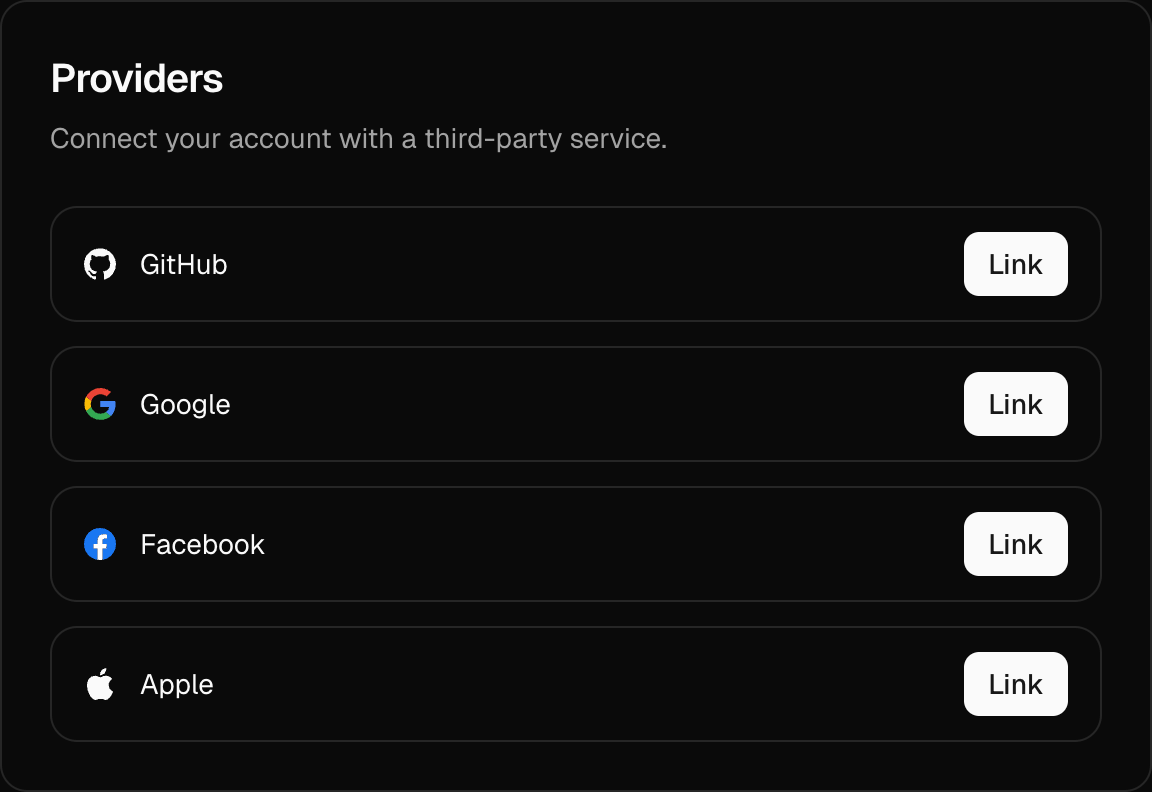 Providers
Connect your account with a third-party service.
GitHub
Link
Google
Link
Facebook
Link
Apple
Link